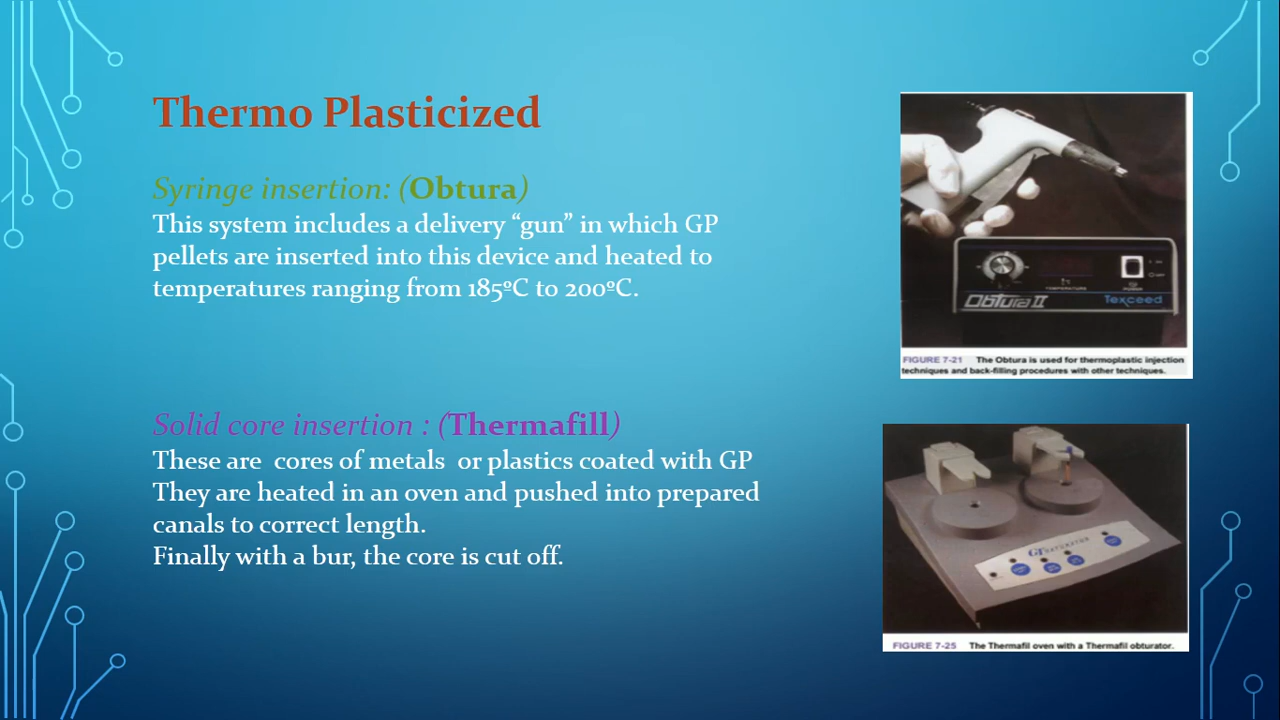 Thermo Plasticized
Syringe insertion: (Obtura)
This system includes a delivery “gun” in which GP
pellets are inserted into this device and heated to
temperatures ranging from 185ºC to 200ºC.
Solid core insertion : (Thermafill)
These are  cores of metals  or plastics coated with GP
They are heated in an oven and pushed into prepared
canals to correct length.
Finally with a bur, the core is cut off.
TEMPERATURE
POWER
Obtura II
Texceed
FIGURE 7-21 The Obtura is used for thermoplastic injection
techniques and back-filling procedures with other techniques.
FIGURE 7-25 The Thermafil oven with a Thermafil obturator.